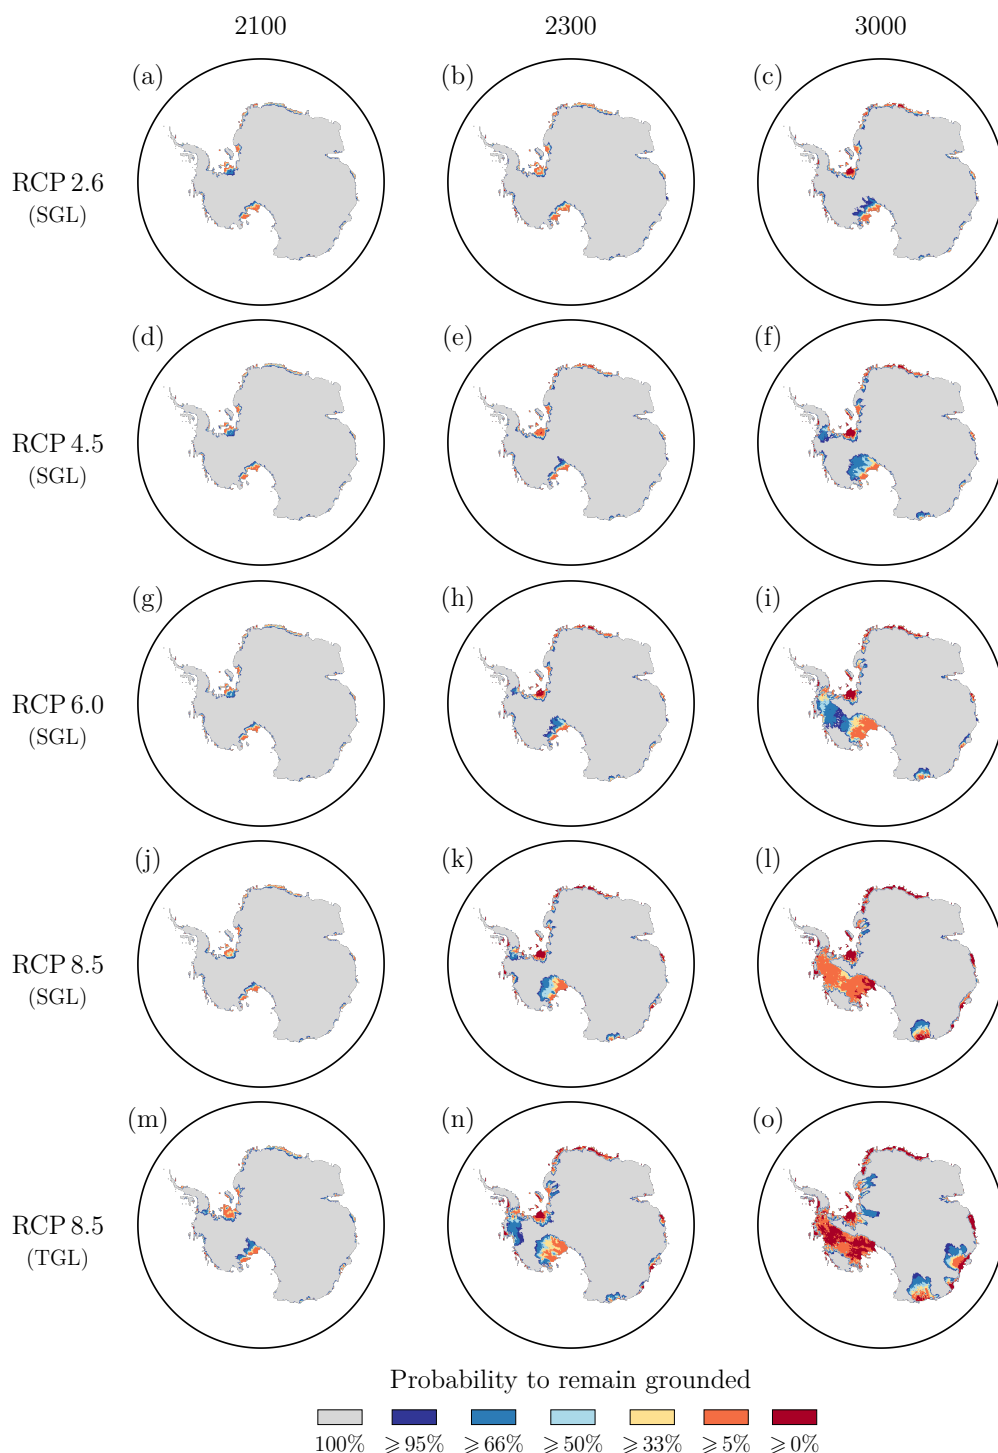 2100 2300 3000
(a) (b) (c)
RCP 2.6
(SGL)
(d) (e) (f)
RCP 4.5
(SGL)
(g) (h) (i)
RCP 6.0
(SGL)
(j) (k) (l)
RCP 8.5
(SGL)
(m) (n) (o)
RCP 8.5
(TGL)
Probability to remain grounded
100% ⩾95% ⩾66% ⩾50% ⩾33% ⩾5% ⩾0%